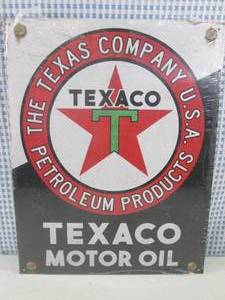 THE TEXAS COMPANY U.S.A.
TEXACO
T
PETROLEUM PRODUCTS
TEXACO
MOTOR OIL